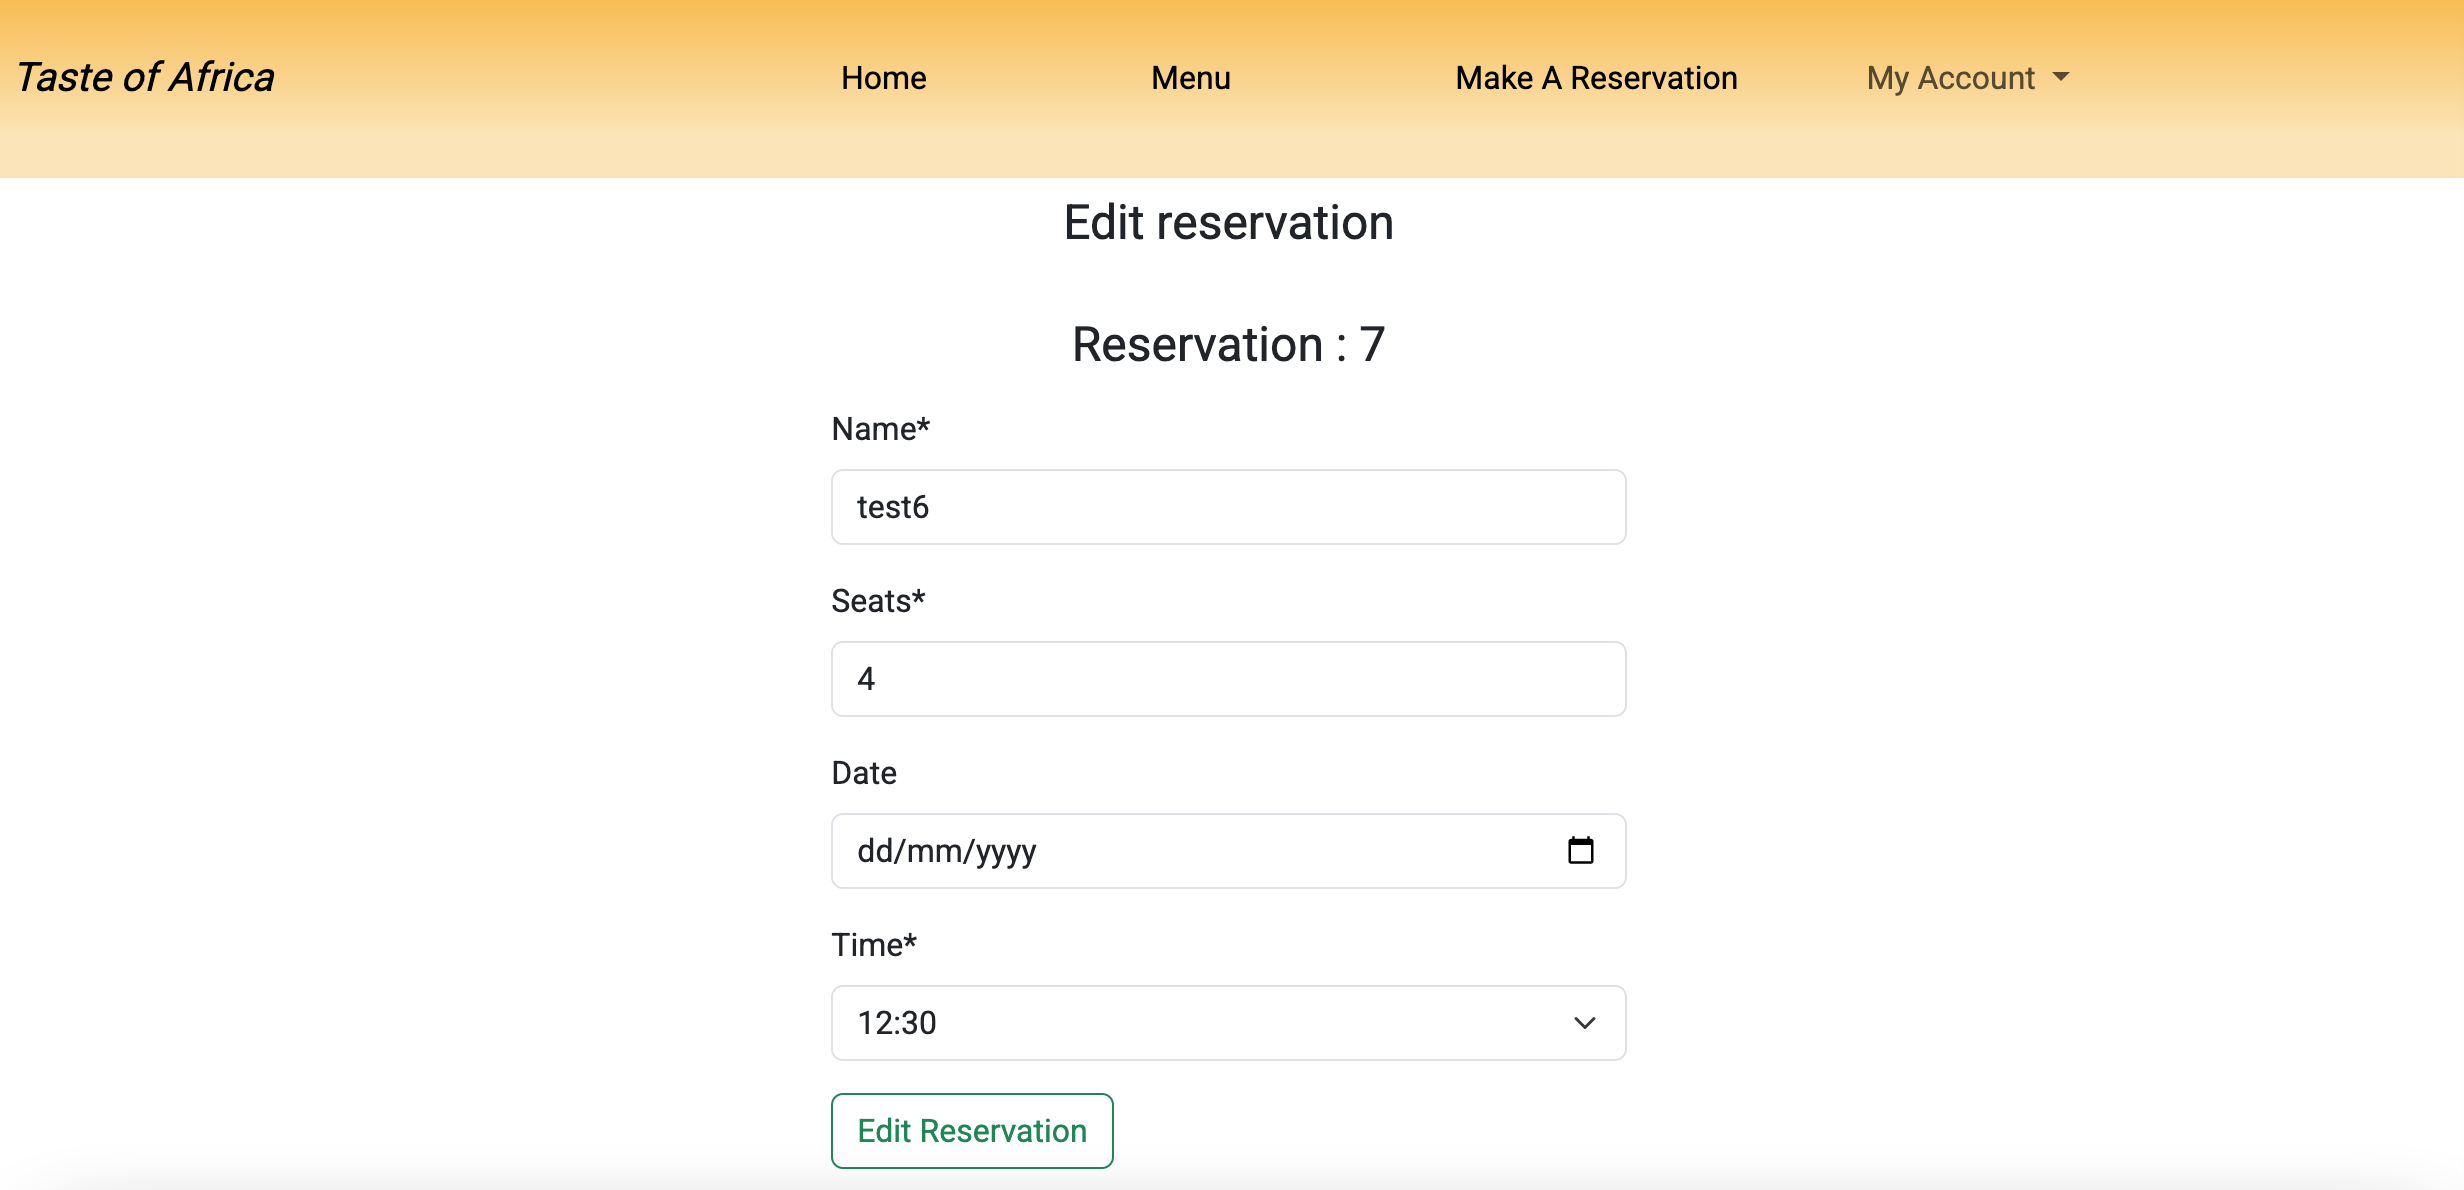 Taste of Africa
Home Menu Make A Reservation My Account
Edit reservation
Reservation : 7
Name*
test6
Seats*
4
Date
dd/mm/yyyy
Time*
12:30
Edit Reservation